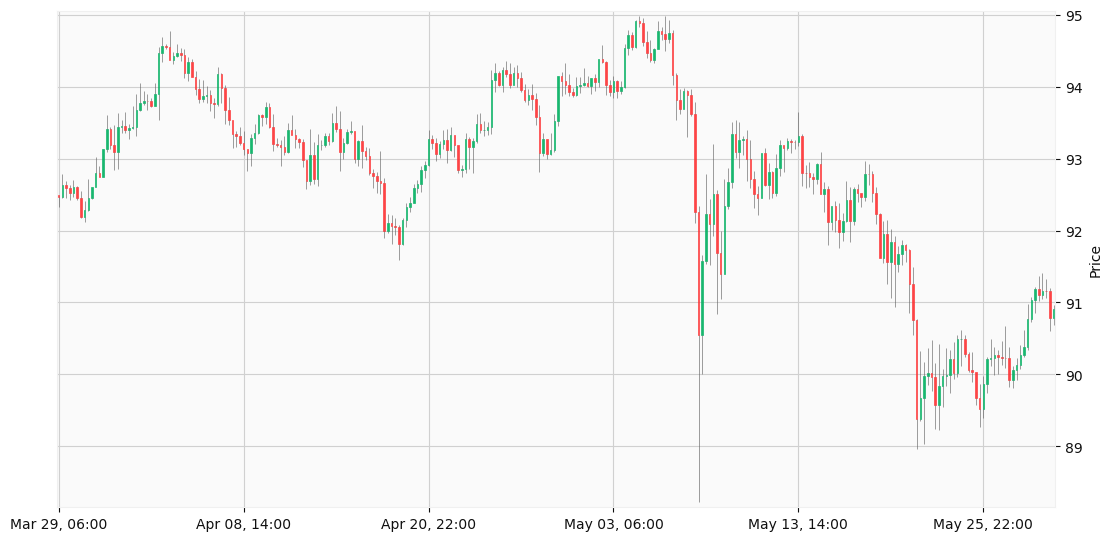 95
94
93
92
91
90
89
Price
Mar 29, 06:00
Apr 08, 14:00
Apr 20, 22:00
May 03, 06:00
May 13, 14:00
May 25, 22:00